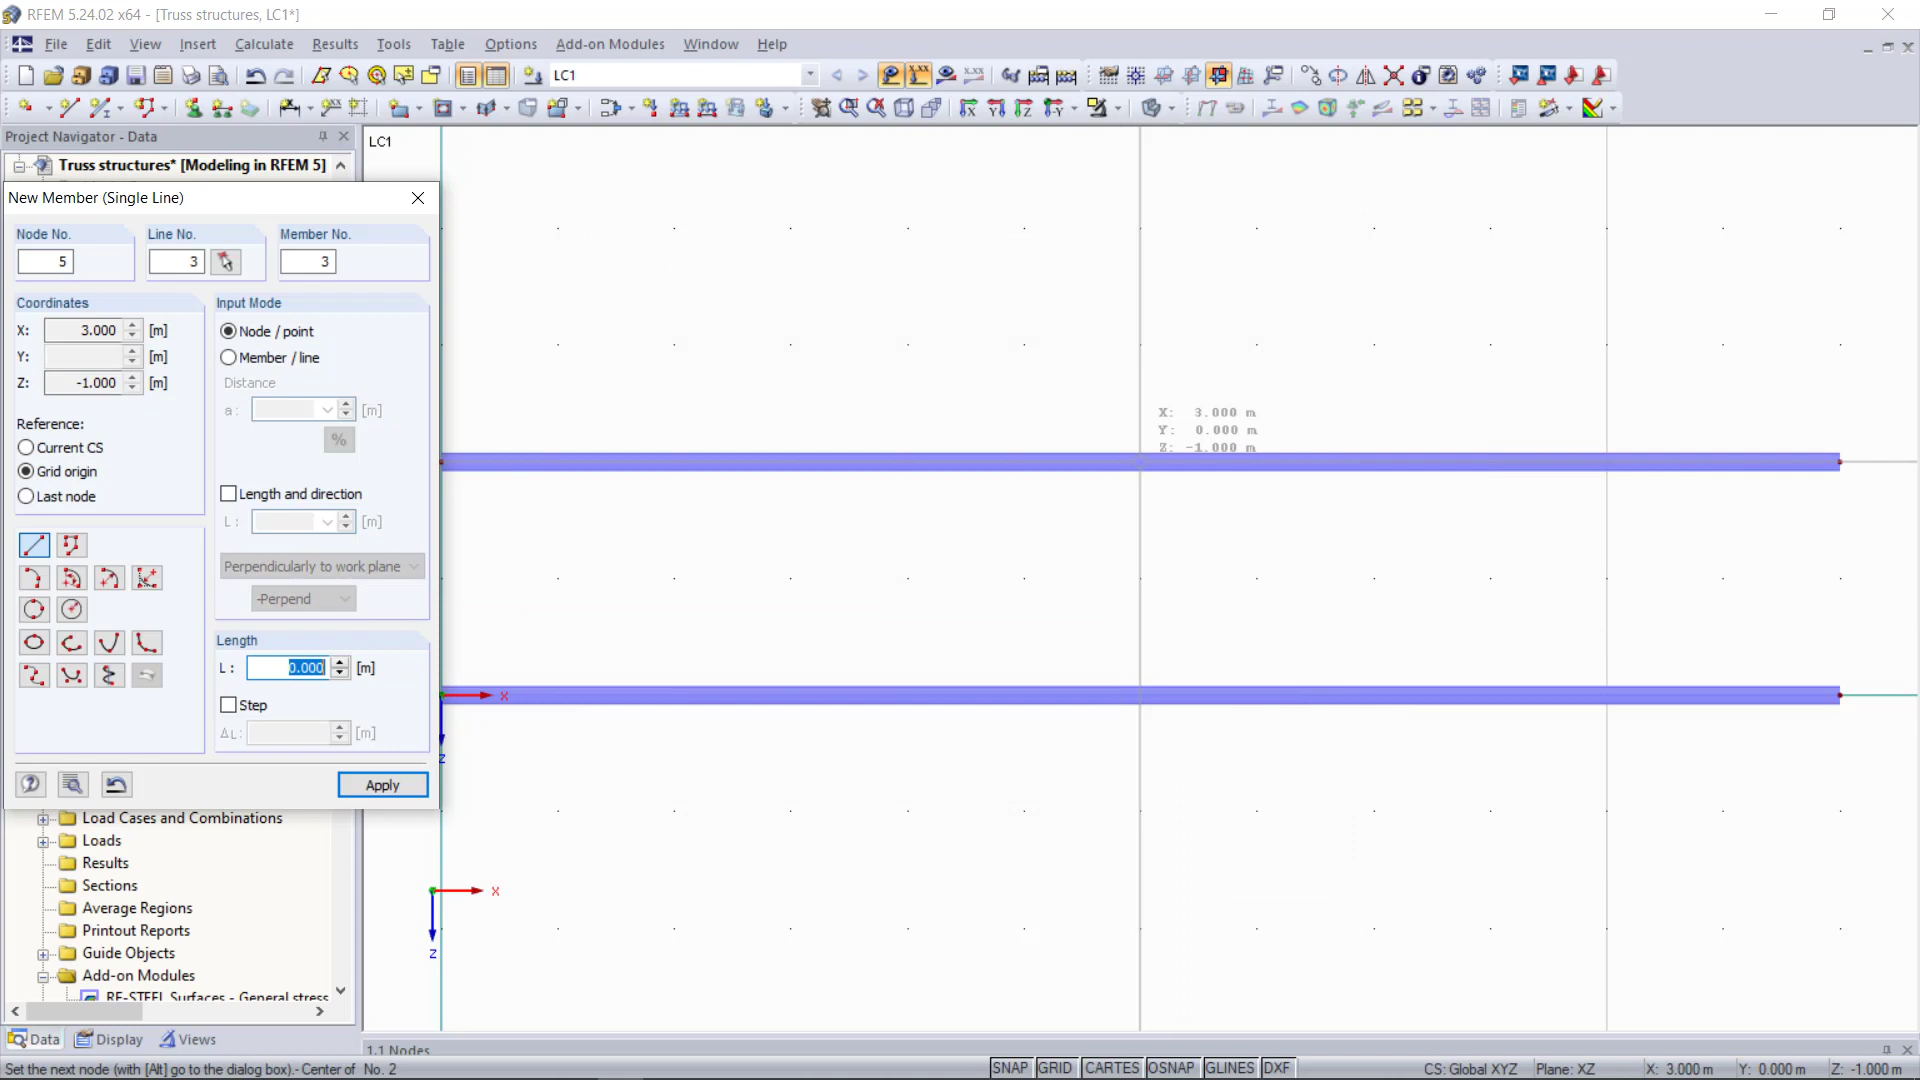 RFEM 5.24.02 x64 - [Truss structures, LC1*]
File Edit View Insert Calculate Results Tools Table Options Add-on Modules Window Help
LC1
Project Navigator - Data
Truss structures* [Modeling in RFEM 5]
LC1
New Member (Single Line)
Node No. Line No. Member No.
5 3 3
Coordinates Input Mode
X: 3.000 [m] Node / point
Y: [m] Member / line
Z: -1.000 [m] Distance
a: [m]
%
Reference:
Current CS
Grid origin
Last node
Length and direction
L: [m]
Perpendicularly to work plane
-Perpend
Length
L: 0.000 [m]
Step
ΔL: [m]
Apply
X: 3.000 m
Y: 0.000 m
Z: -1.000 m
X
Z
X
Z
Load Cases and Combinations
Loads
Results
Sections
Average Regions
Printout Reports
Guide Objects
Add-on Modules
RF-STEEL Surfaces - General stress
Data Display Views
1.1 Nodes
Set the next node (with [Alt] go to the dialog box).- Center of No. 2
SNAP GRID CARTES OSNAP GLINES DXF CS: Global XYZ Plane: XZ X: 3.000 m Y: 0.000 m Z: -1.000 m